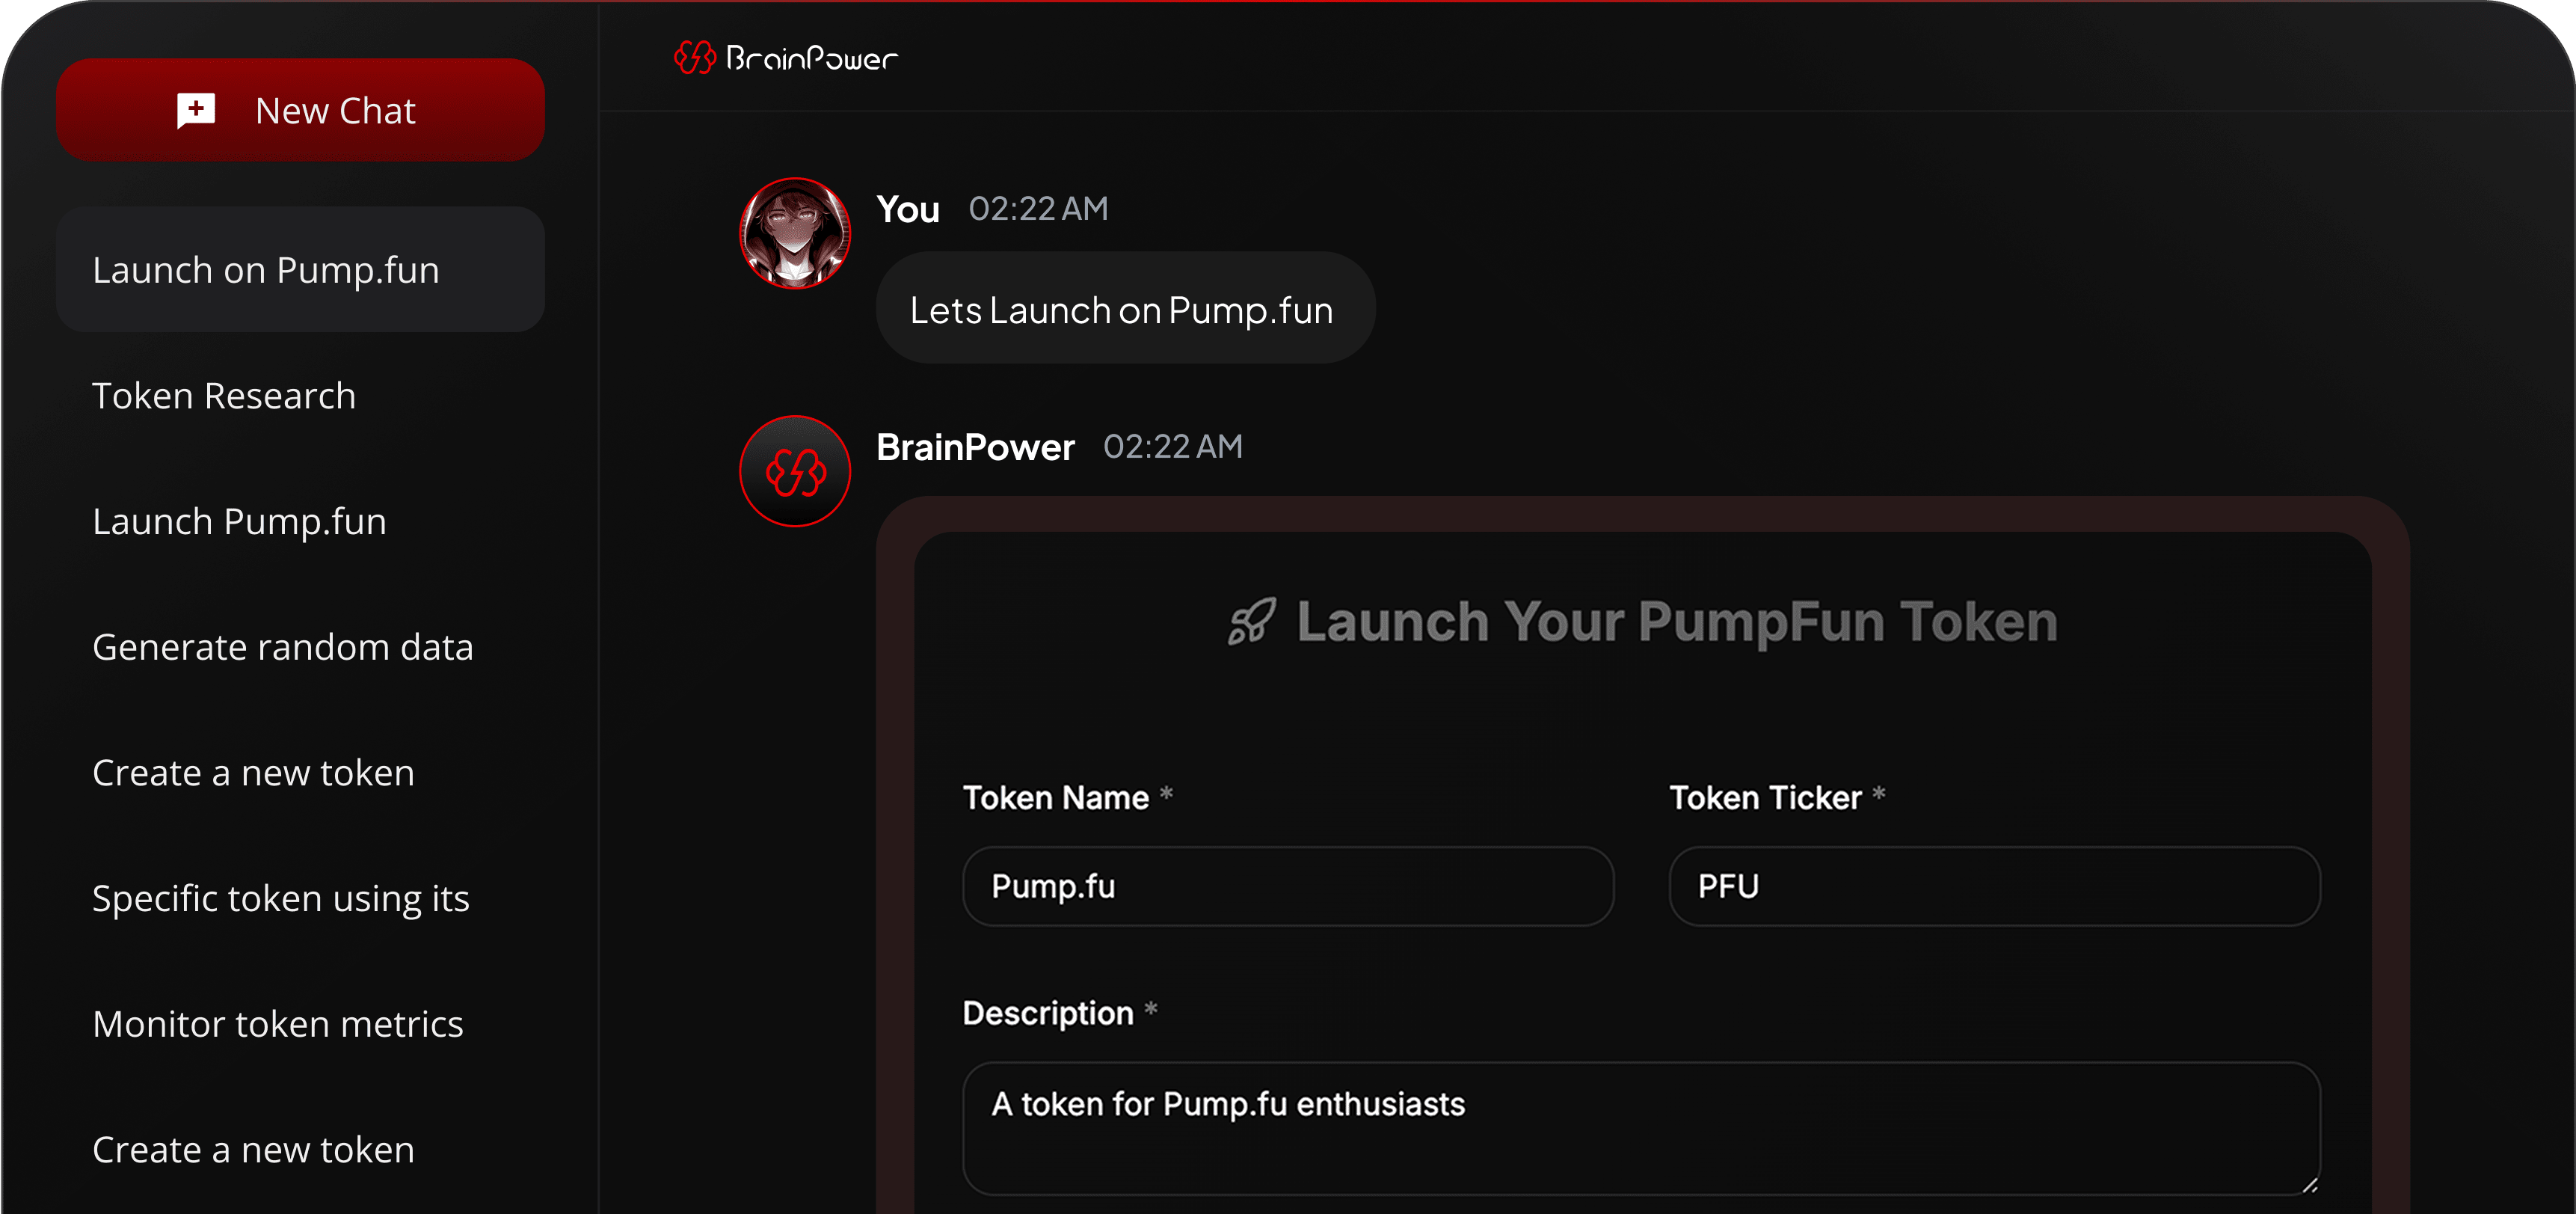 New Chat
Launch on Pump.fun
Token Research
Launch Pump.fun
Generate random data
Create a new token
Specific token using its
Monitor token metrics
Create a new token
BrainPower
You 02:22 AM
Lets Launch on Pump.fun
BrainPower 02:22 AM
Launch Your PumpFun Token
Token Name *
Token Ticker *
Pump.fu
PFU
Description *
A token for Pump.fu enthusiasts